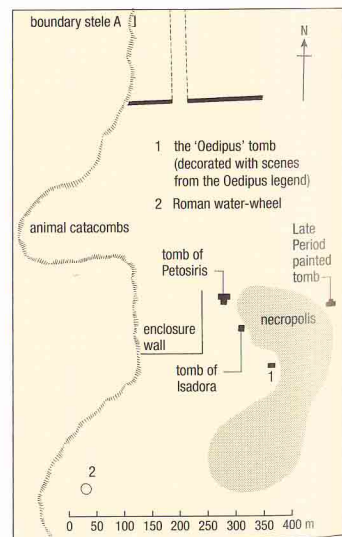 boundary stele A
N
1 the ‘Oedipus’ tomb
(decorated with scenes
from the Oedipus legend)
2 Roman water-wheel
animal catacombs
Late
Period
painted
tomb
tomb of
Petosiris
necropolis
enclosure
wall
tomb of
Isadora
1
2
0 50 100 150 200 250 300 400 m